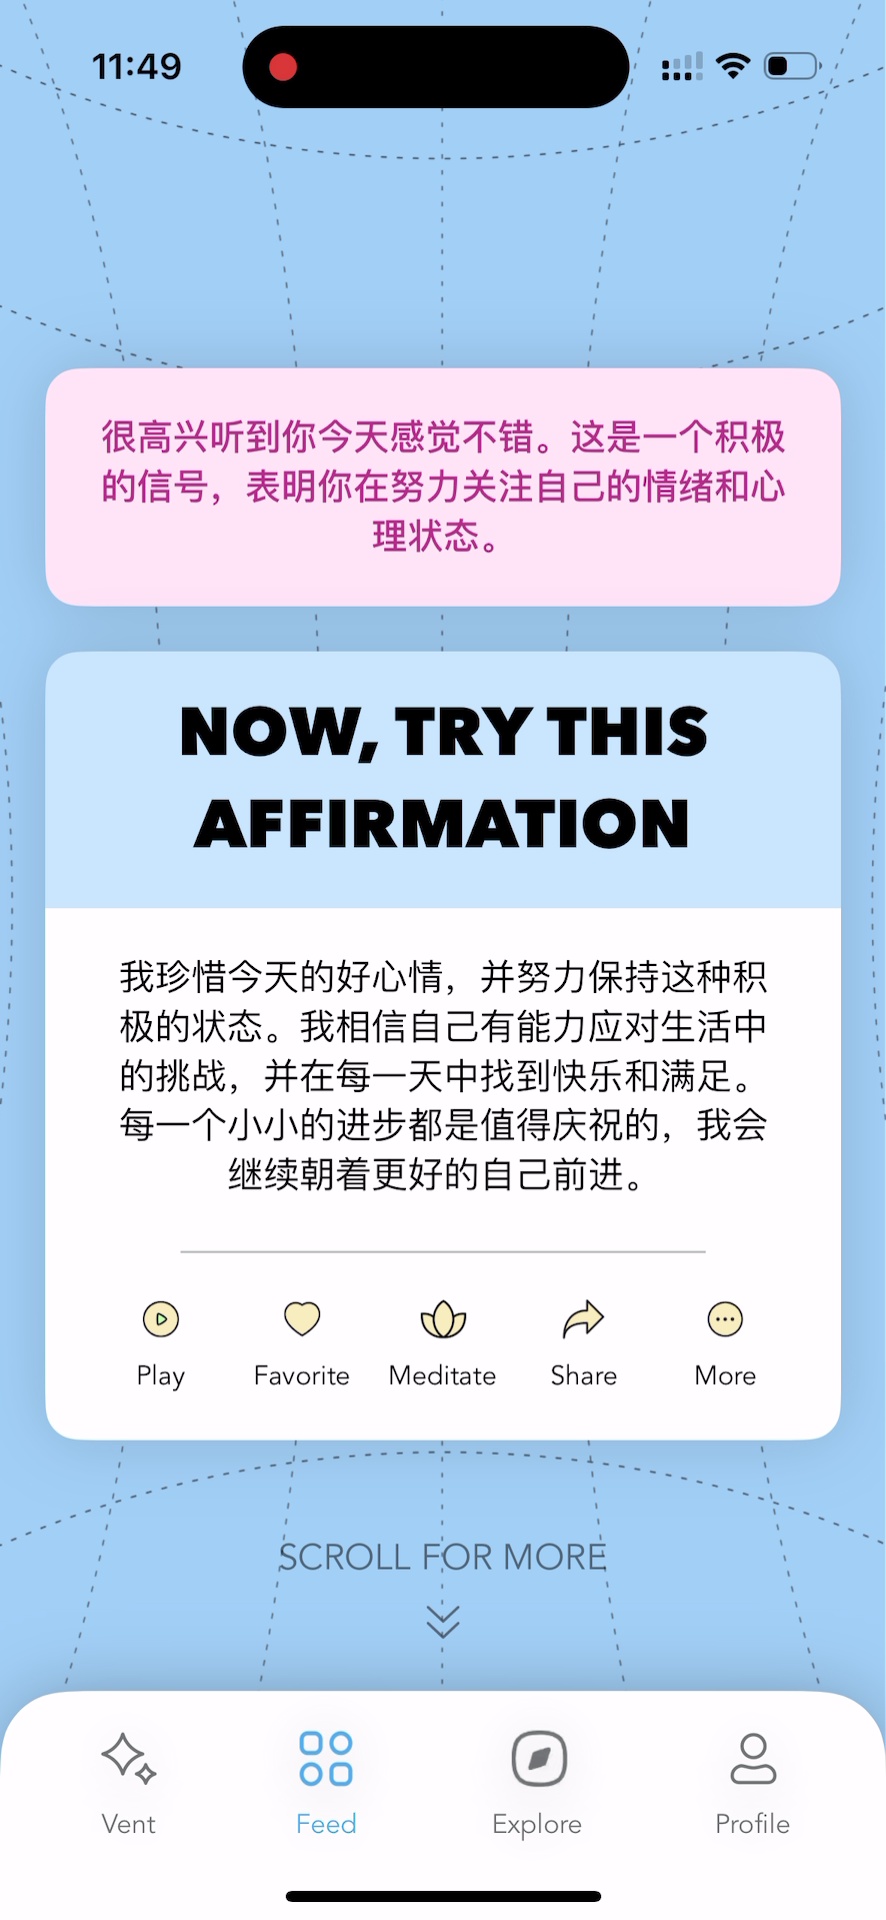 11:49
很高兴听到你今天感觉不错。这是一个积极
的信号，表明你在努力关注自己的情绪和心
理状态。
NOW, TRY THIS
AFFIRMATION
我珍惜今天的好心情，并努力保持这种积
极的状态。我相信自己有能力应对生活中
的挑战，并在每一天中找到快乐和满足。
每一个小小的进步都是值得庆祝的，我会
继续朝着更好的自己前进。
Play Favorite Meditate Share More
SCROLL FOR MORE
Vent Feed Explore Profile